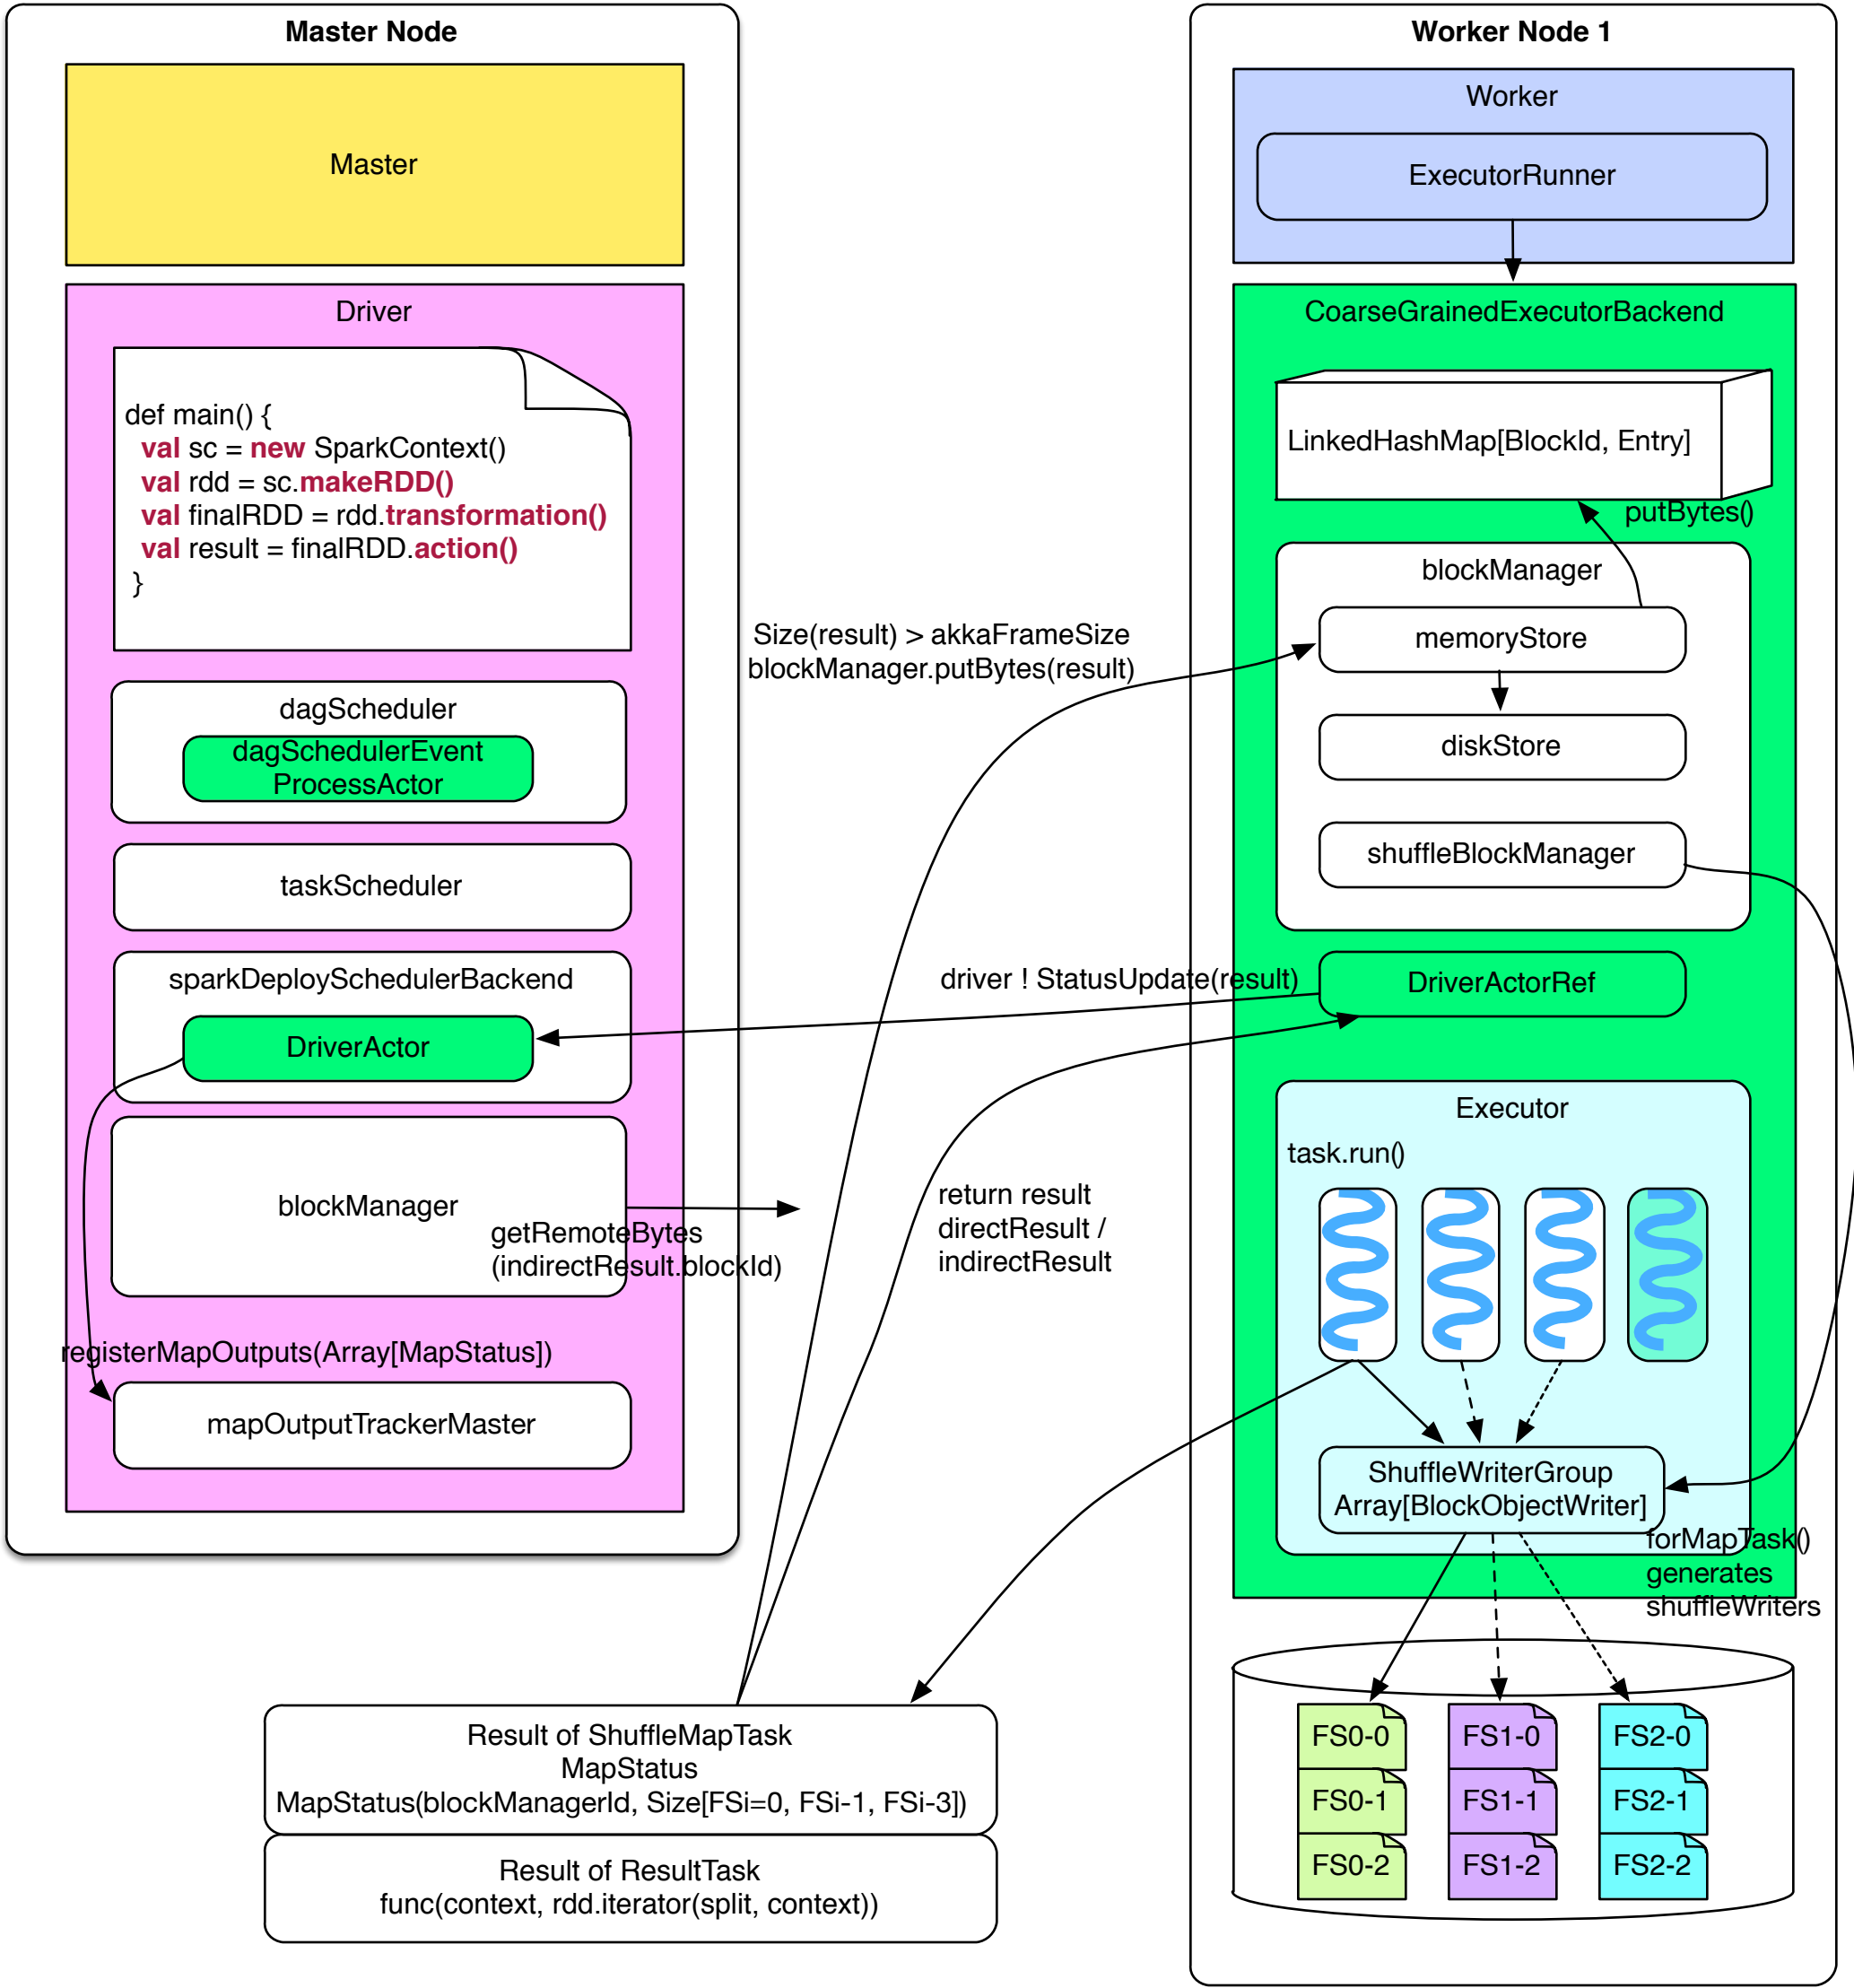 Master Node
Master
Driver
def main() {
val sc = new SparkContext()
val rdd = sc.makeRDD()
val finalRDD = rdd.transformation()
val result = finalRDD.action()
}
dagScheduler
dagSchedulerEvent
ProcessActor
taskScheduler
sparkDeploySchedulerBackend
DriverActor
blockManager
getRemoteBytes
(indirectResult.blockId)
registerMapOutputs(Array[MapStatus])
mapOutputTrackerMaster
Size(result) > akkaFrameSize
blockManager.putBytes(result)
driver ! StatusUpdate(result)
return result
directResult /
indirectResult
Result of ShuffleMapTask
MapStatus
MapStatus(blockManagerId, Size[FSi=0, FSi-1, FSi-3])
Result of ResultTask
func(context, rdd.iterator(split, context))
Worker Node 1
Worker
ExecutorRunner
CoarseGrainedExecutorBackend
LinkedHashMap[BlockId, Entry]
putBytes()
blockManager
memoryStore
diskStore
shuffleBlockManager
DriverActorRef
Executor
task.run()
ShuffleWriterGroup
Array[BlockObjectWriter]
forMapTask()
generates
shuffleWriters
FS0-0
FS1-0
FS2-0
FS0-1
FS1-1
FS2-1
FS0-2
FS1-2
FS2-2